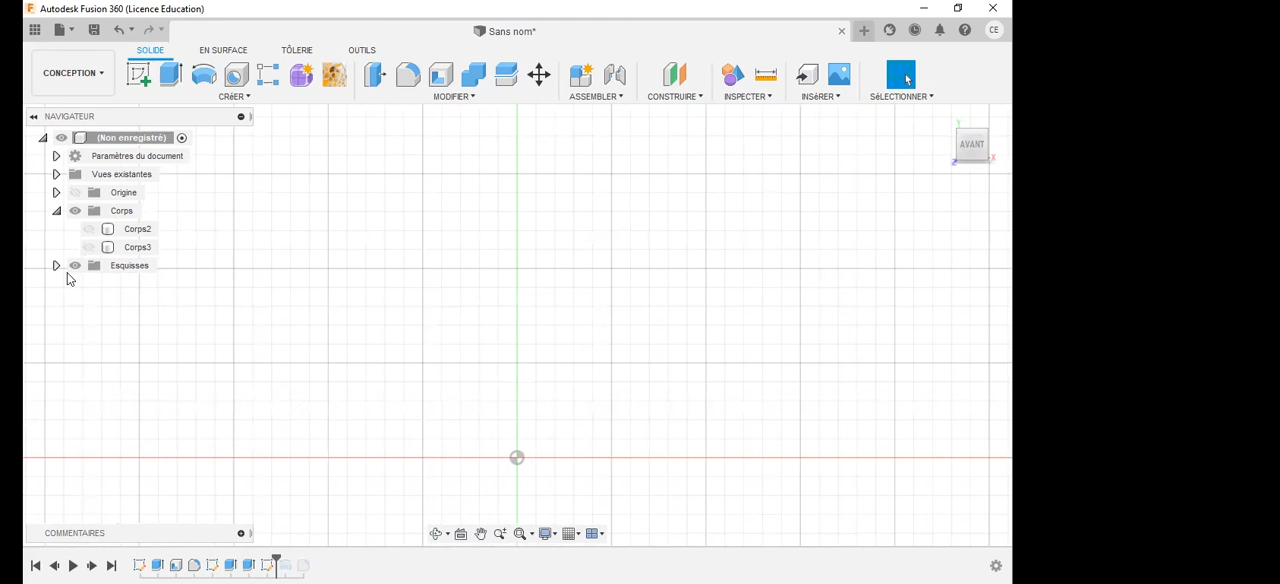 Autodesk Fusion 360 (Licence Education)
Sans nom*
CE
CONCEPTION
SOLIDE
EN SURFACE
TÔLERIE
OUTILS
CRÉER
MODIFIER
ASSEMBLER
CONSTRUIRE
INSPECTER
INSÉRER
SÉLECTIONNER
NAVIGATEUR
(Non enregistré)
Paramètres du document
Vues existantes
Origine
Corps
Corps2
Corps3
Esquisses
Y
AVANT
Z
X
COMMENTAIRES